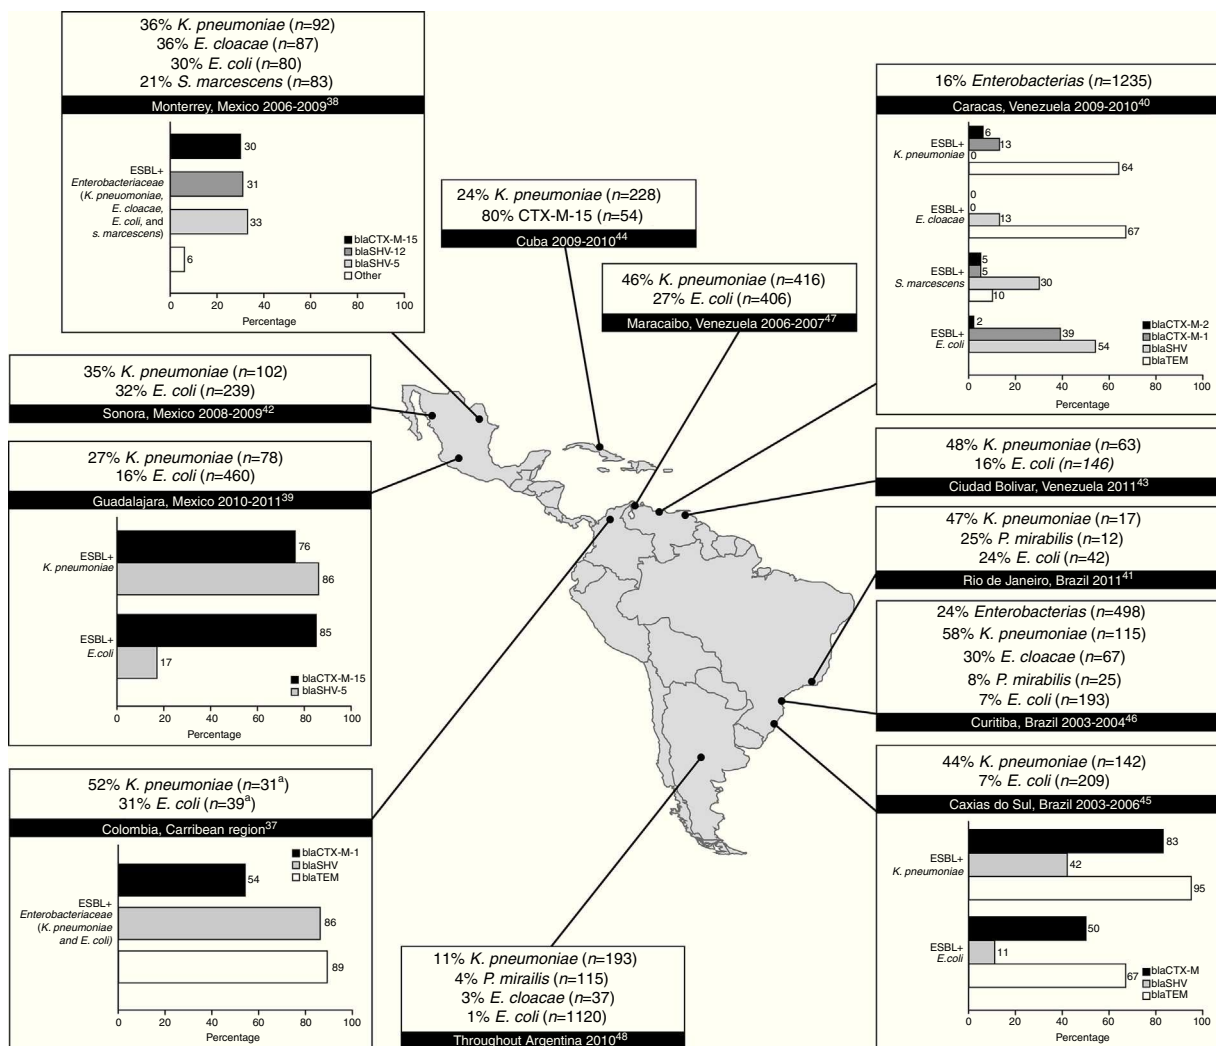 36% K. pneumoniae (n=92)
36% E. cloacae (n=87)
30% E. coli (n=80)
21% S. marcescens (n=83)
Monterrey, Mexico 2006-2009³⁸
ESBL+
Enterobacteriaceae
(K. pneuomoniae,
E. cloacae,
E. coli, and
s. marcescens)
30
31
33
6
blaCTX-M-15
blaSHV-12
blaSHV-5
Other
0 20 40 60 80 100
Percentage
24% K. pneumoniae (n=228)
80% CTX-M-15 (n=54)
Cuba 2009-2010⁴⁴
46% K. pneumoniae (n=416)
27% E. coli (n=406)
Maracaibo, Venezuela 2006-2007⁴⁷
16% Enterobacterias (n=1235)
Caracas, Venezuela 2009-2010⁴⁰
ESBL+
K. pneumoniae
6
13
0
64
ESBL+
E. cloacae
0
0
13
67
ESBL+
S. marcescens
5
5
30
10
ESBL+
E. coli
2
39
54
blaCTX-M-2
blaCTX-M-1
blaSHV
blaTEM
0 20 40 60 80 100
Percentage
35% K. pneumoniae (n=102)
32% E. coli (n=239)
Sonora, Mexico 2008-2009⁴²
27% K. pneumoniae (n=78)
16% E. coli (n=460)
Guadalajara, Mexico 2010-2011³⁹
ESBL+
K. pneumoniae
76
86
ESBL+
E.coli
85
17
blaCTX-M-15
blaSHV-5
0 20 40 60 80 100
Percentage
48% K. pneumoniae (n=63)
16% E. coli (n=146)
Ciudad Bolivar, Venezuela 2011⁴³
47% K. pneumoniae (n=17)
25% P. mirabilis (n=12)
24% E. coli (n=42)
Rio de Janeiro, Brazil 2011⁴¹
24% Enterobacterias (n=498)
58% K. pneumoniae (n=115)
30% E. cloacae (n=67)
8% P. mirabilis (n=25)
7% E. coli (n=193)
Curitiba, Brazil 2003-2004⁴⁶
52% K. pneumoniae (n=31ᵃ)
31% E. coli (n=39ᵃ)
Colombia, Carribean region³⁷
blaCTX-M-1
blaSHV
blaTEM
ESBL+
Enterobacteriaceae
(K. pneumoniae
and E. coli)
54
86
89
0 20 40 60 80 100
Percentage
11% K. pneumoniae (n=193)
4% P. mirailis (n=115)
3% E. cloacae (n=37)
1% E. coli (n=1120)
Throughout Argentina 2010⁴⁸
44% K. pneumoniae (n=142)
7% E. coli (n=209)
Caxias do Sul, Brazil 2003-2006⁴⁵
ESBL+
K. pneumoniae
83
42
95
ESBL+
E.coli
50
11
67
blaCTX-M
blaSHV
blaTEM
0 20 40 60 80 100
Percentage